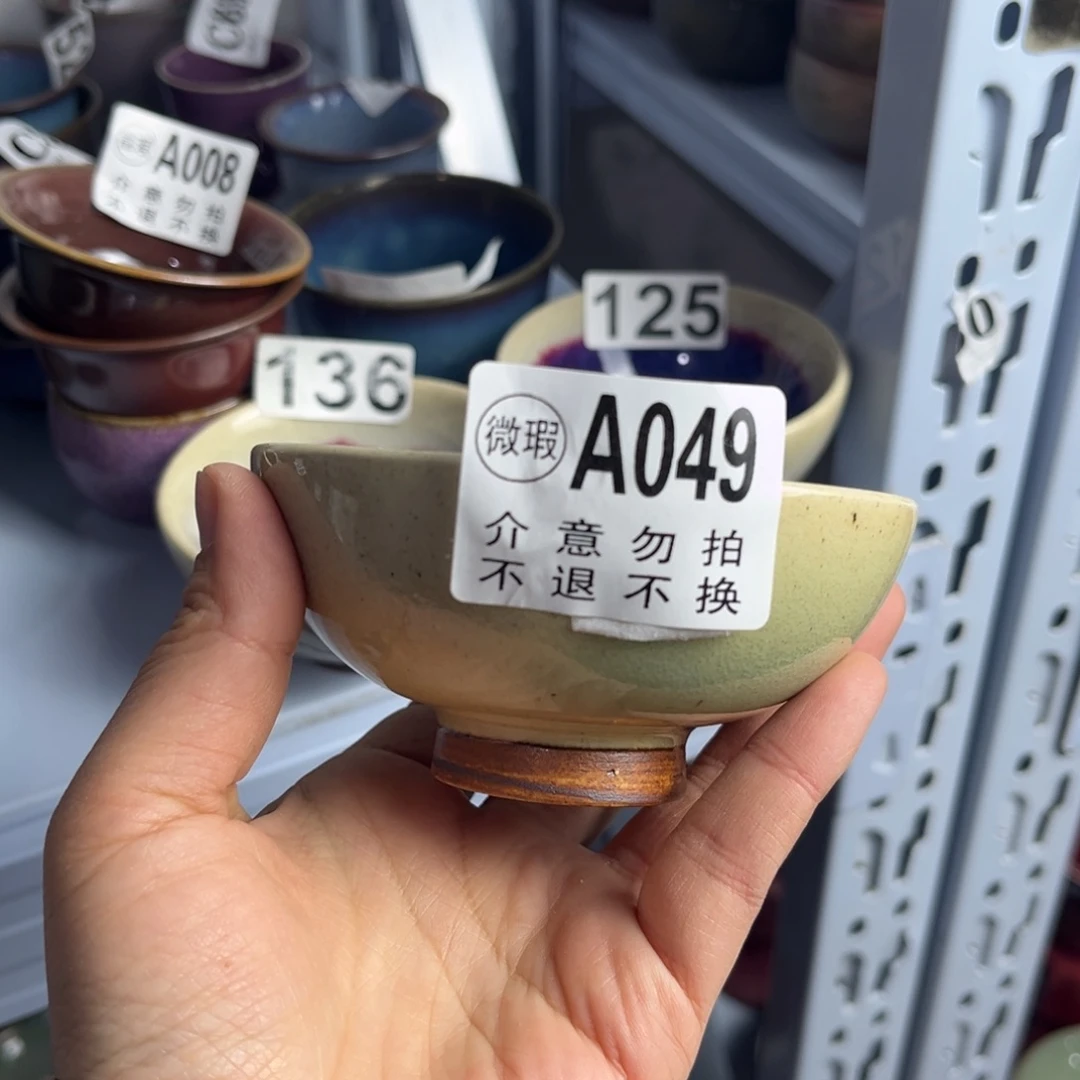 A008
介意勿拍
不退不换
136
125
微瑕 A049
介 意 勿 拍
不 退 不 换
0